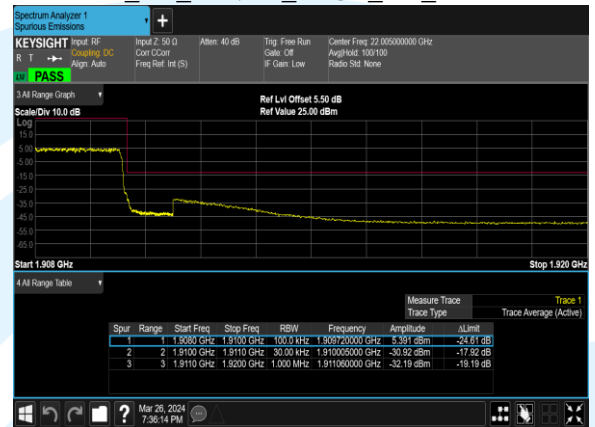 Spectrum Analyzer 1
Spurious Emissions
KEYSIGHT Input: RF Input Z: 50 Ω Atten: 40 dB Trig: Free Run Center Freq: 22.005000000 GHz
R T Coupling: DC Corr CCorr Gate: Off Avg|Hold: 100/100
Align: Auto Freq Ref: Int (S) IF Gain: Low Radio Std: None
LV PASS
3 All Range Graph
Ref Lvl Offset 5.50 dB
Scale/Div 10.0 dB Ref Value 25.00 dBm
Log
15.0
5.00
-5.00
-15.0
-25.0
-35.0
-45.0
-55.0
-65.0
Start 1.908 GHz Stop 1.920 GHz
4 All Range Table
Measure Trace Trace 1
Trace Type Trace Average (Active)
Spur Range Start Freq Stop Freq RBW Frequency Amplitude ΔLimit
1 1 1.9080 GHz 1.9100 GHz 100.0 kHz 1.909720000 GHz 5.391 dBm -24.61 dB
2 2 1.9100 GHz 1.9110 GHz 30.00 kHz 1.910005000 GHz -30.92 dBm -17.92 dB
3 3 1.9110 GHz 1.9200 GHz 1.000 MHz 1.911060000 GHz -32.19 dBm -19.19 dB
Mar 26, 2024
7:36:14 PM